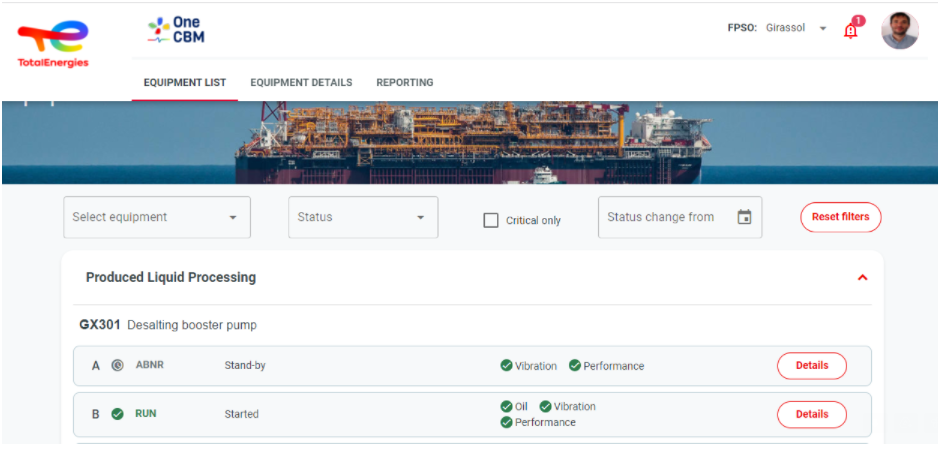 TotalEnergies
One
CBM
FPSO: Girassol
1
EQUIPMENT LIST EQUIPMENT DETAILS REPORTING
Select equipment
Status
Critical only
Status change from
Reset filters
Produced Liquid Processing
GX301 Desalting booster pump
A ABNR Stand-by Vibration Performance Details
B RUN Started Oil Vibration Details
Performance